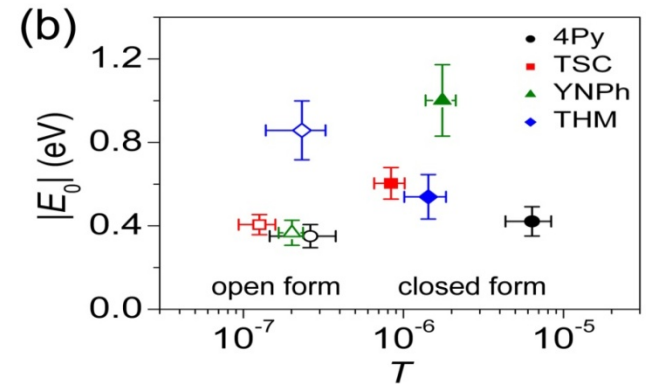 (b)
4Py
TSC
YNPh
THM
1.2
0.8
0.4
0.0
|E₀| (eV)
open form
closed form
10⁻⁷
10⁻⁶
10⁻⁵
T